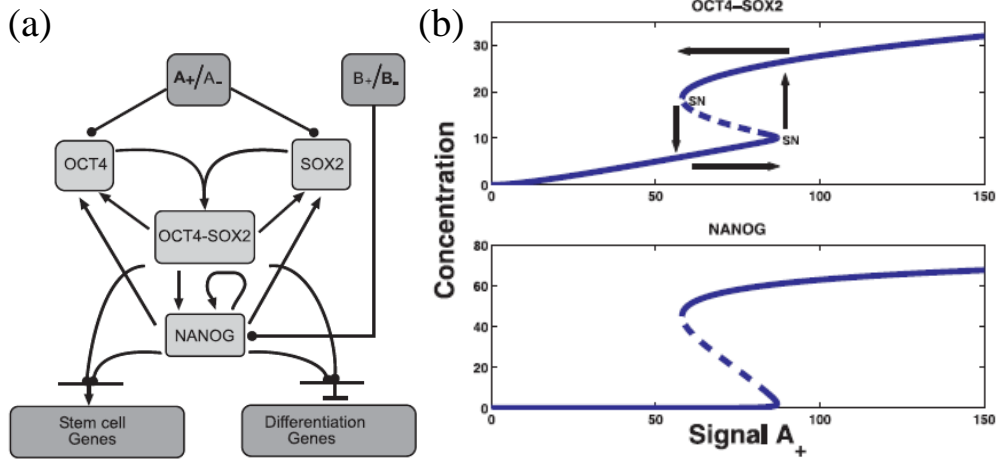 (a)
A+/A-
B+/B-
OCT4
SOX2
OCT4-SOX2
NANOG
Stem cell
Genes
Differentiation
Genes
(b)
OCT4–SOX2
30
20
10
0
SN
SN
0
50
100
150
Concentration
NANOG
80
60
40
20
0
0
50
100
150
Signal A+